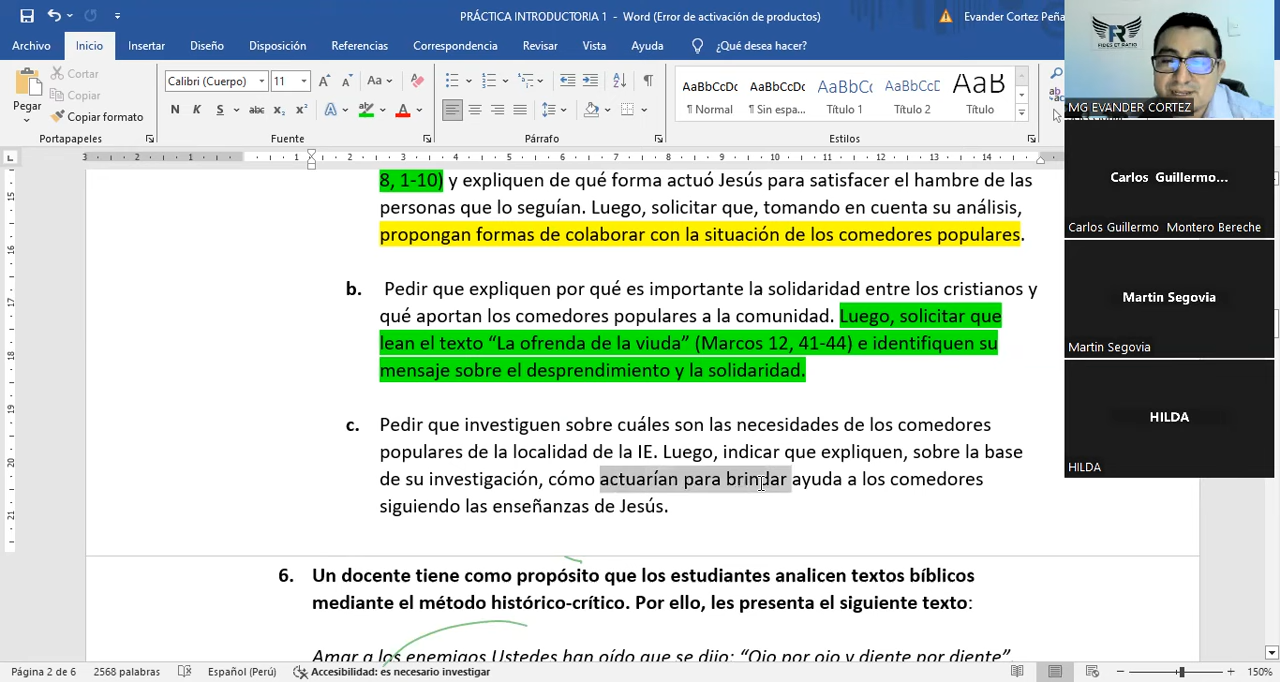 PRÁCTICA INTRODUCTORIA 1 - Word (Error de activación de productos)
Evander Cortez Peña
Archivo Inicio Insertar Diseño Disposición Referencias Correspondencia Revisar Vista Ayuda ¿Qué desea hacer?
Pegar
Cortar
Copiar
Copiar formato
Portapapeles
Calibri (Cuerpo) 11
Fuente
Párrafo
AaBbCcDc AaBbCcDc AaBbC AaBbCcD AaB
¶ Normal ¶ Sin espa... Título 1 Título 2 Título
Estilos
FIDES ET RATIO
MG EVANDER CORTEZ
Carlos Guillermo...
Carlos Guillermo Montero Bereche
Martin Segovia
Martin Segovia
HILDA
HILDA
8, 1-10) y expliquen de qué forma actuó Jesús para satisfacer el hambre de las
personas que lo seguían. Luego, solicitar que, tomando en cuenta su análisis,
propongan formas de colaborar con la situación de los comedores populares.
b. Pedir que expliquen por qué es importante la solidaridad entre los cristianos y
qué aportan los comedores populares a la comunidad. Luego, solicitar que
lean el texto “La ofrenda de la viuda” (Marcos 12, 41-44) e identifiquen su
mensaje sobre el desprendimiento y la solidaridad.
c. Pedir que investiguen sobre cuáles son las necesidades de los comedores
populares de la localidad de la IE. Luego, indicar que expliquen, sobre la base
de su investigación, cómo actuarían para brindar ayuda a los comedores
siguiendo las enseñanzas de Jesús.
6. Un docente tiene como propósito que los estudiantes analicen textos bíblicos
mediante el método histórico-crítico. Por ello, les presenta el siguiente texto:
Amar a los enemigos Ustedes han oído que se dijo: “Ojo por ojo y diente por diente”
Página 2 de 6 2568 palabras Español (Perú) Accesibilidad: es necesario investigar 150%